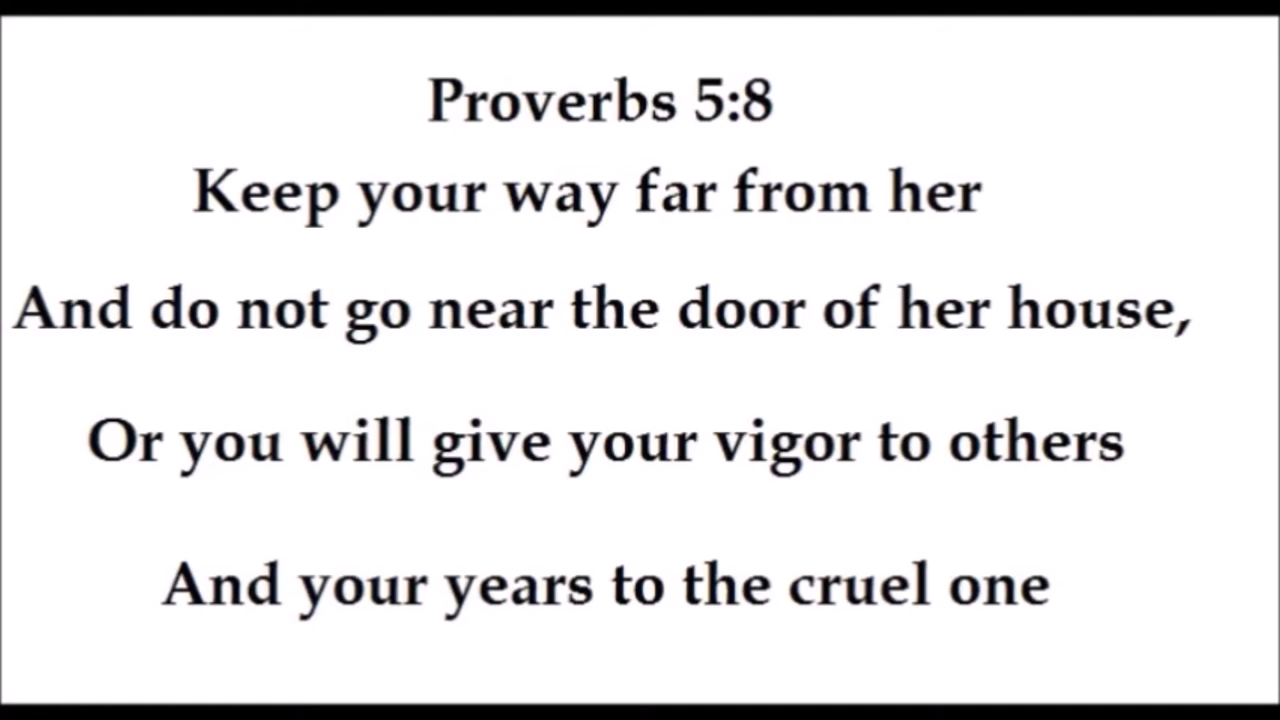 Proverbs 5:8
Keep your way far from her
And do not go near the door of her house,
Or you will give your vigor to others
And your years to the cruel one